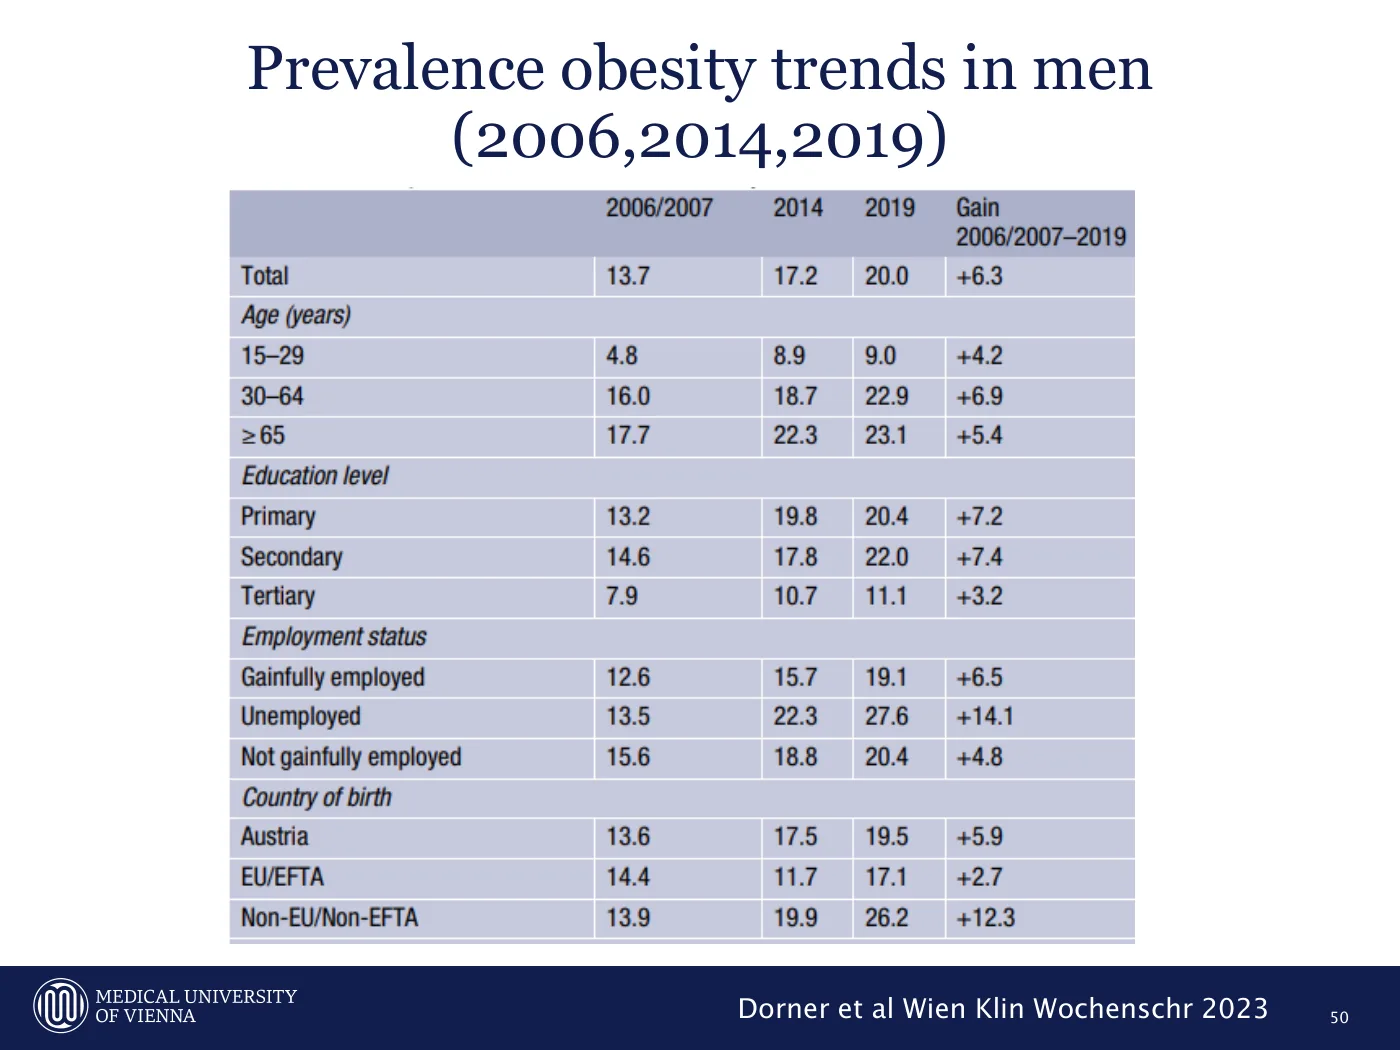 Prevalence obesity trends in men
(2006,2014,2019)
2006/2007 2014 2019 Gain
2006/2007–2019
Total 13.7 17.2 20.0 +6.3
Age (years)
15–29 4.8 8.9 9.0 +4.2
30–64 16.0 18.7 22.9 +6.9
≥65 17.7 22.3 23.1 +5.4
Education level
Primary 13.2 19.8 20.4 +7.2
Secondary 14.6 17.8 22.0 +7.4
Tertiary 7.9 10.7 11.1 +3.2
Employment status
Gainfully employed 12.6 15.7 19.1 +6.5
Unemployed 13.5 22.3 27.6 +14.1
Not gainfully employed 15.6 18.8 20.4 +4.8
Country of birth
Austria 13.6 17.5 19.5 +5.9
EU/EFTA 14.4 11.7 17.1 +2.7
Non-EU/Non-EFTA 13.9 19.9 26.2 +12.3
MEDICAL UNIVERSITY
OF VIENNA
Dorner et al Wien Klin Wochenschr 2023
50